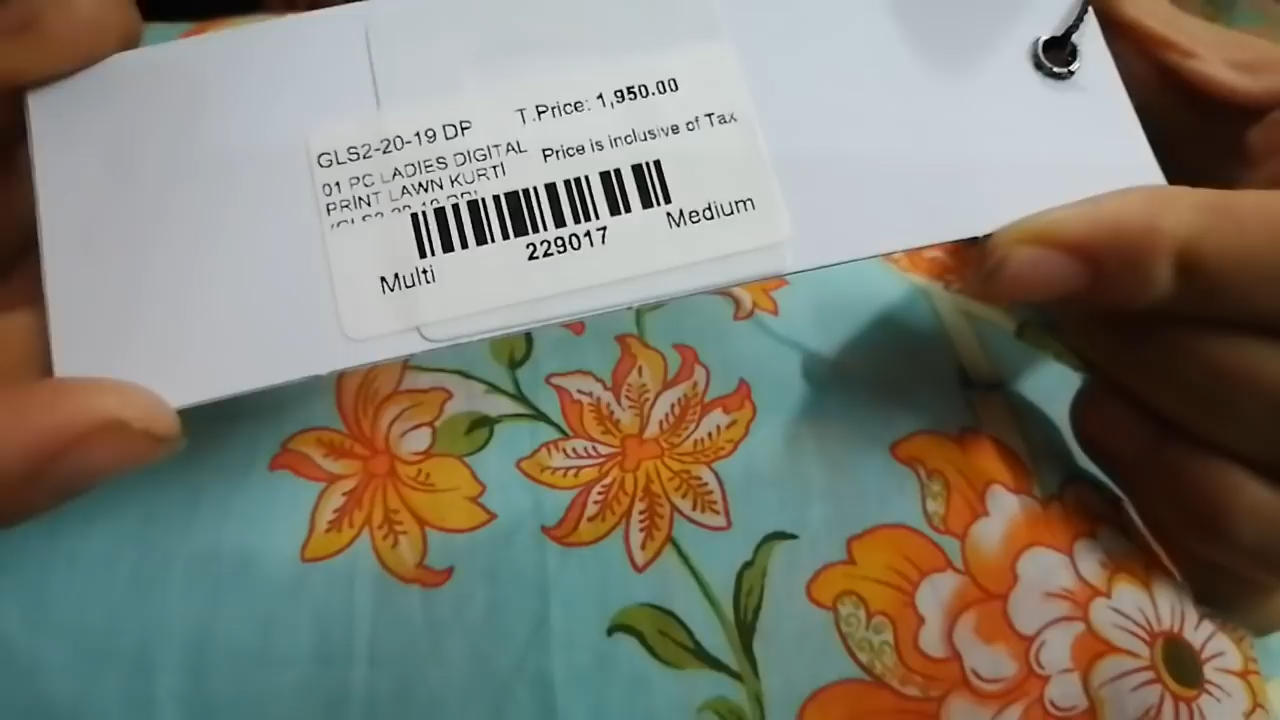 GLS2-20-19 DP
T.Price: 1,950.00
01 PC LADIES DIGITAL
PRINT LAWN KURTI
Price is inclusive of Tax
229017
Multi
Medium